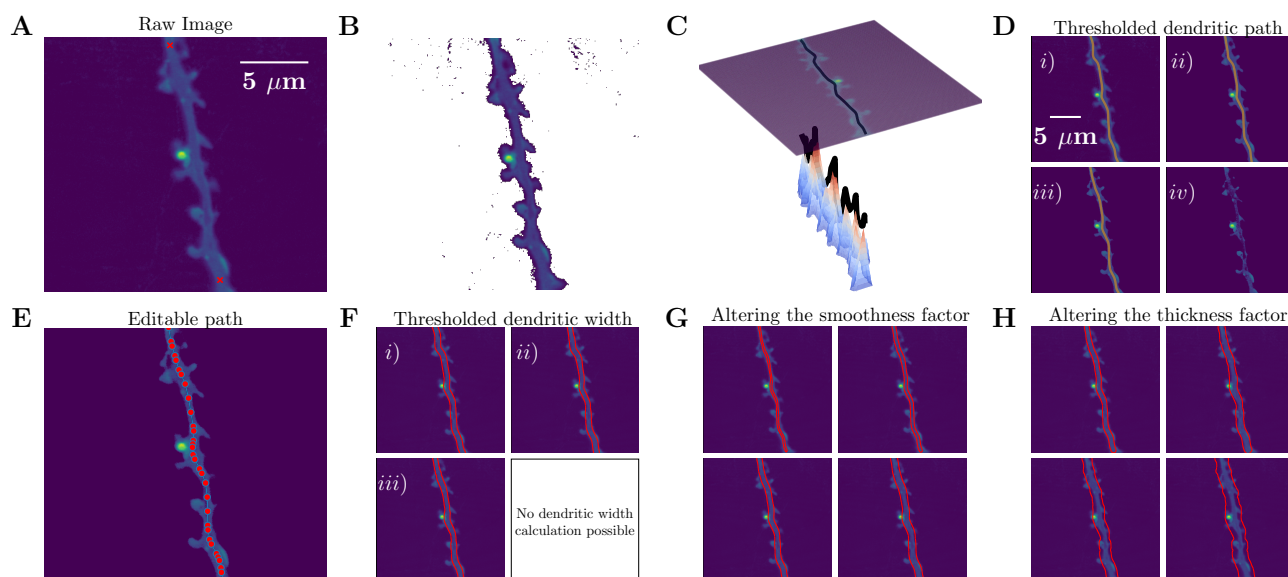 A
Raw Image
5 μm
B
C
D
Thresholded dendritic path
i)
ii)
5 μm
iii)
iv)
E
Editable path
F
Thresholded dendritic width
i)
ii)
iii)
No dendritic width
calculation possible
G
Altering the smoothness factor
H
Altering the thickness factor